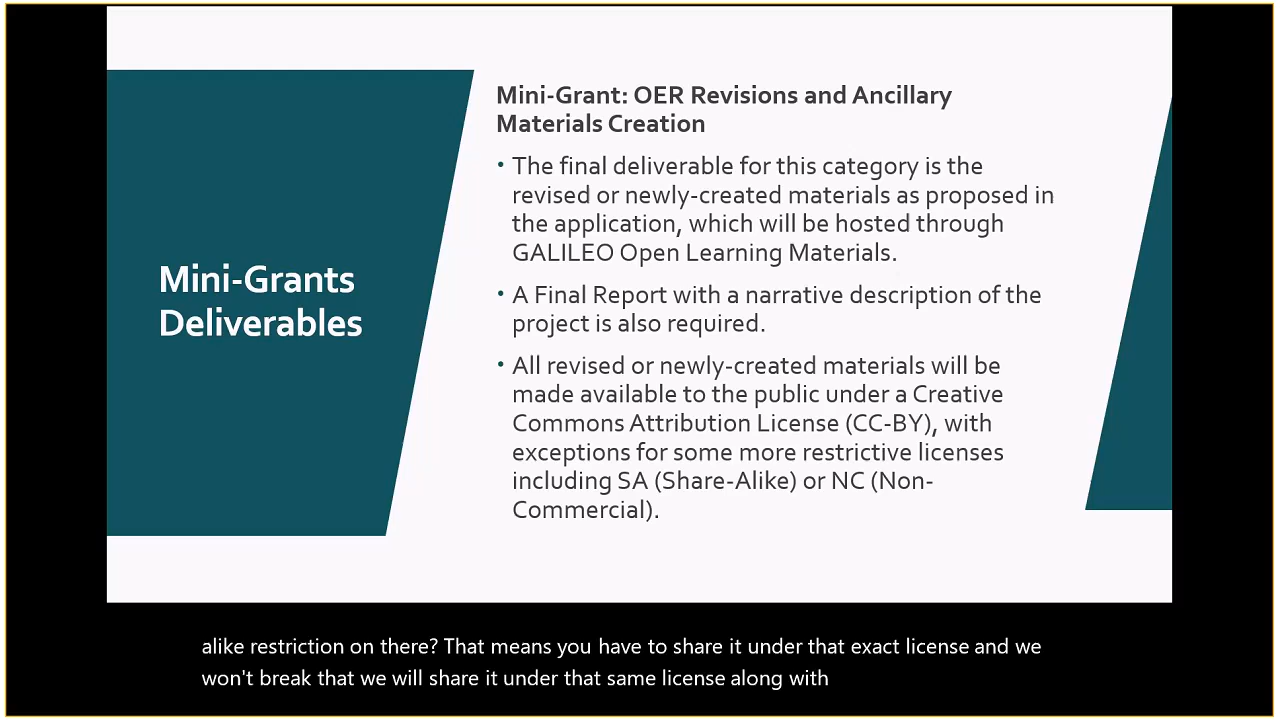 Mini-Grants
Deliverables
Mini-Grant: OER Revisions and Ancillary
Materials Creation
• The final deliverable for this category is the
revised or newly-created materials as proposed in
the application, which will be hosted through
GALILEO Open Learning Materials.
• A Final Report with a narrative description of the
project is also required.
• All revised or newly-created materials will be
made available to the public under a Creative
Commons Attribution License (CC-BY), with
exceptions for some more restrictive licenses
including SA (Share-Alike) or NC (Non-
Commercial).
alike restriction on there? That means you have to share it under that exact license and we
won't break that we will share it under that same license along with